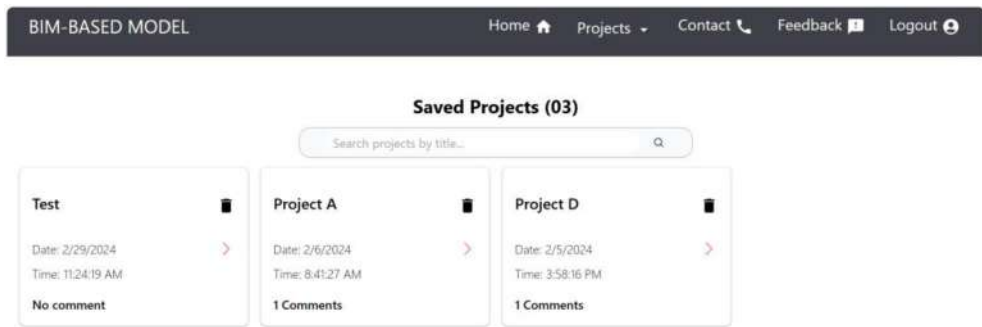 BIM-BASED MODEL
Home
Projects
Contact
Feedback
Logout
Saved Projects (03)
Search projects by title...
Test
Date: 2/29/2024
Time: 11:24:19 AM
No comment
Project A
Date: 2/6/2024
Time: 8:41:27 AM
1 Comments
Project D
Date: 2/5/2024
Time: 3:58:16 PM
1 Comments